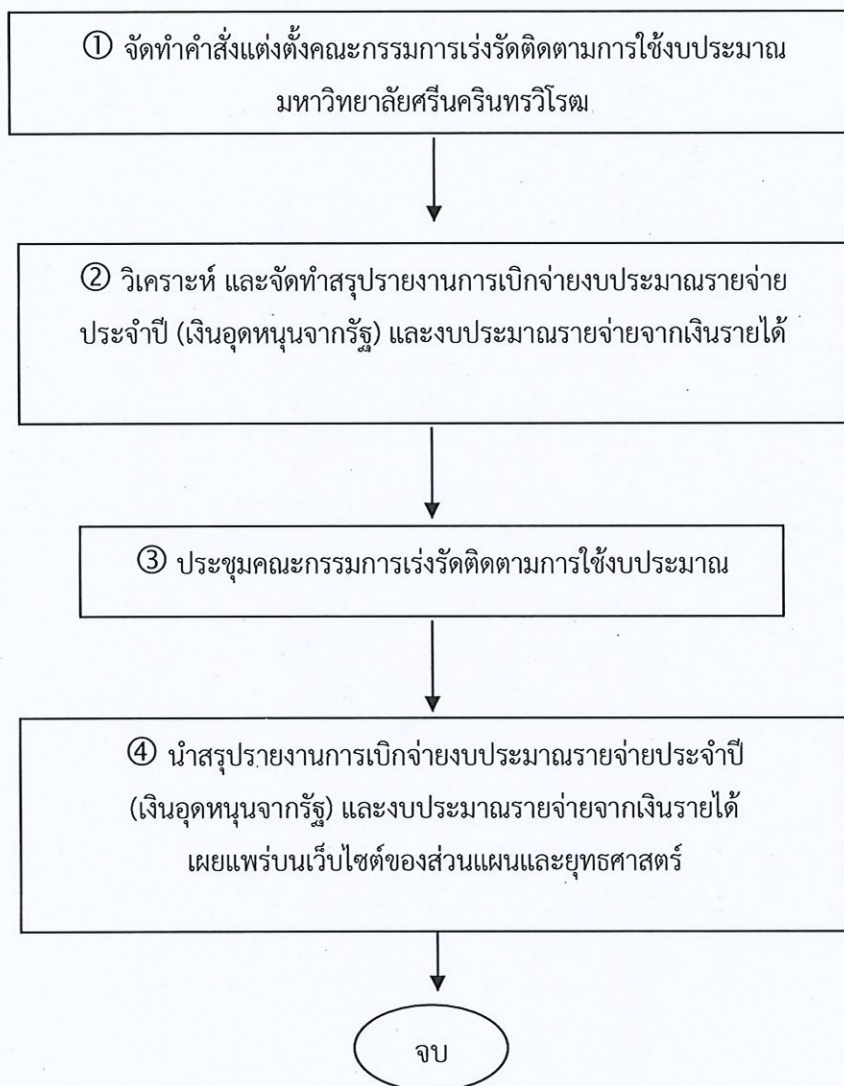 ① จัดทำคำสั่งแต่งตั้งคณะกรรมการเร่งรัดติดตามการใช้งบประมาณ
มหาวิทยาลัยศรีนครินทรวิโรฒ
② วิเคราะห์ และจัดทำสรุปรายงานการเบิกจ่ายงบประมาณรายจ่าย
ประจำปี (เงินอุดหนุนจากรัฐ) และงบประมาณรายจ่ายจากเงินรายได้
③ ประชุมคณะกรรมการเร่งรัดติดตามการใช้งบประมาณ
④ นำสรุปรายงานการเบิกจ่ายงบประมาณรายจ่ายประจำปี
(เงินอุดหนุนจากรัฐ) และงบประมาณรายจ่ายจากเงินรายได้
เผยแพร่บนเว็บไซต์ของส่วนแผนและยุทธศาสตร์
จบ